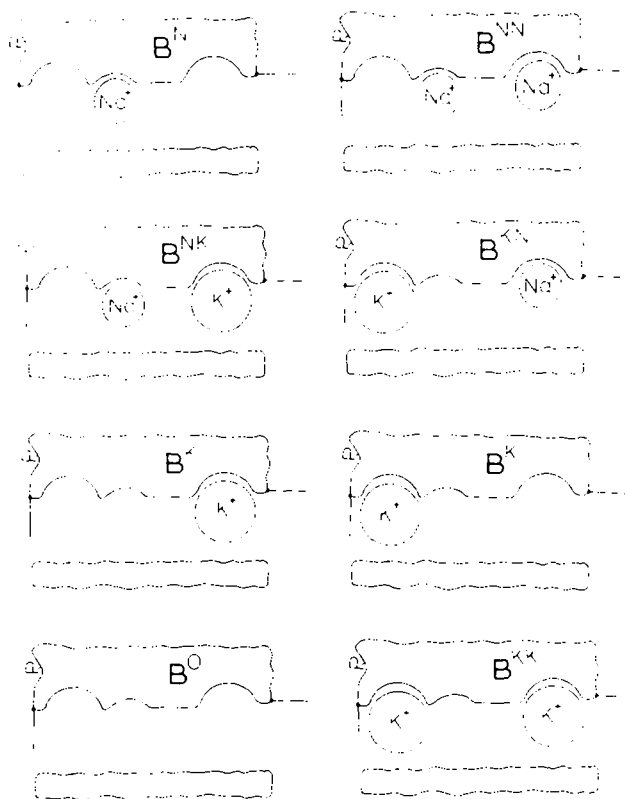 B^N
Na⁺
B^NN
Na⁺ Na⁺
B^NK
Na⁺ K⁺
B^KN
K⁺ Na⁺
B^K
K⁺
B^K
K⁺
B^O
B^KK
K⁺ K⁺